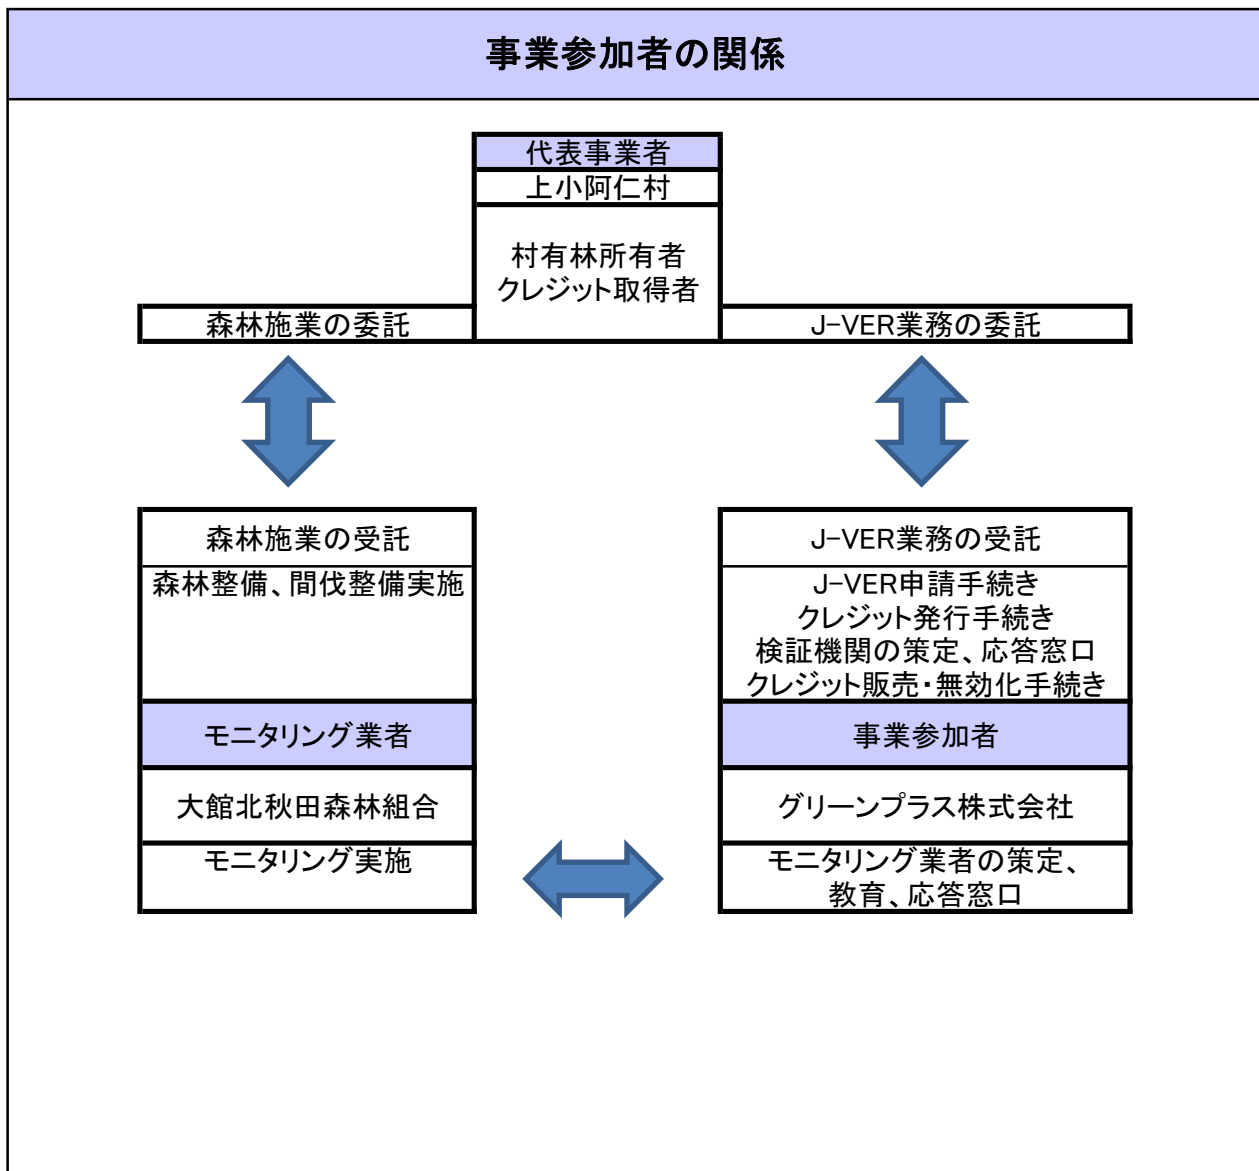 事業参加者の関係
代表事業者
上小阿仁村
村有林所有者
クレジット取得者
森林施業の委託
J-VER業務の委託
森林施業の受託
森林整備、間伐整備実施
モニタリング業者
大館北秋田森林組合
モニタリング実施
J-VER業務の受託
J-VER申請手続き
クレジット発行手続き
検証機関の策定、応答窓口
クレジット販売・無効化手続き
事業参加者
グリーンプラス株式会社
モニタリング業者の策定、
教育、応答窓口